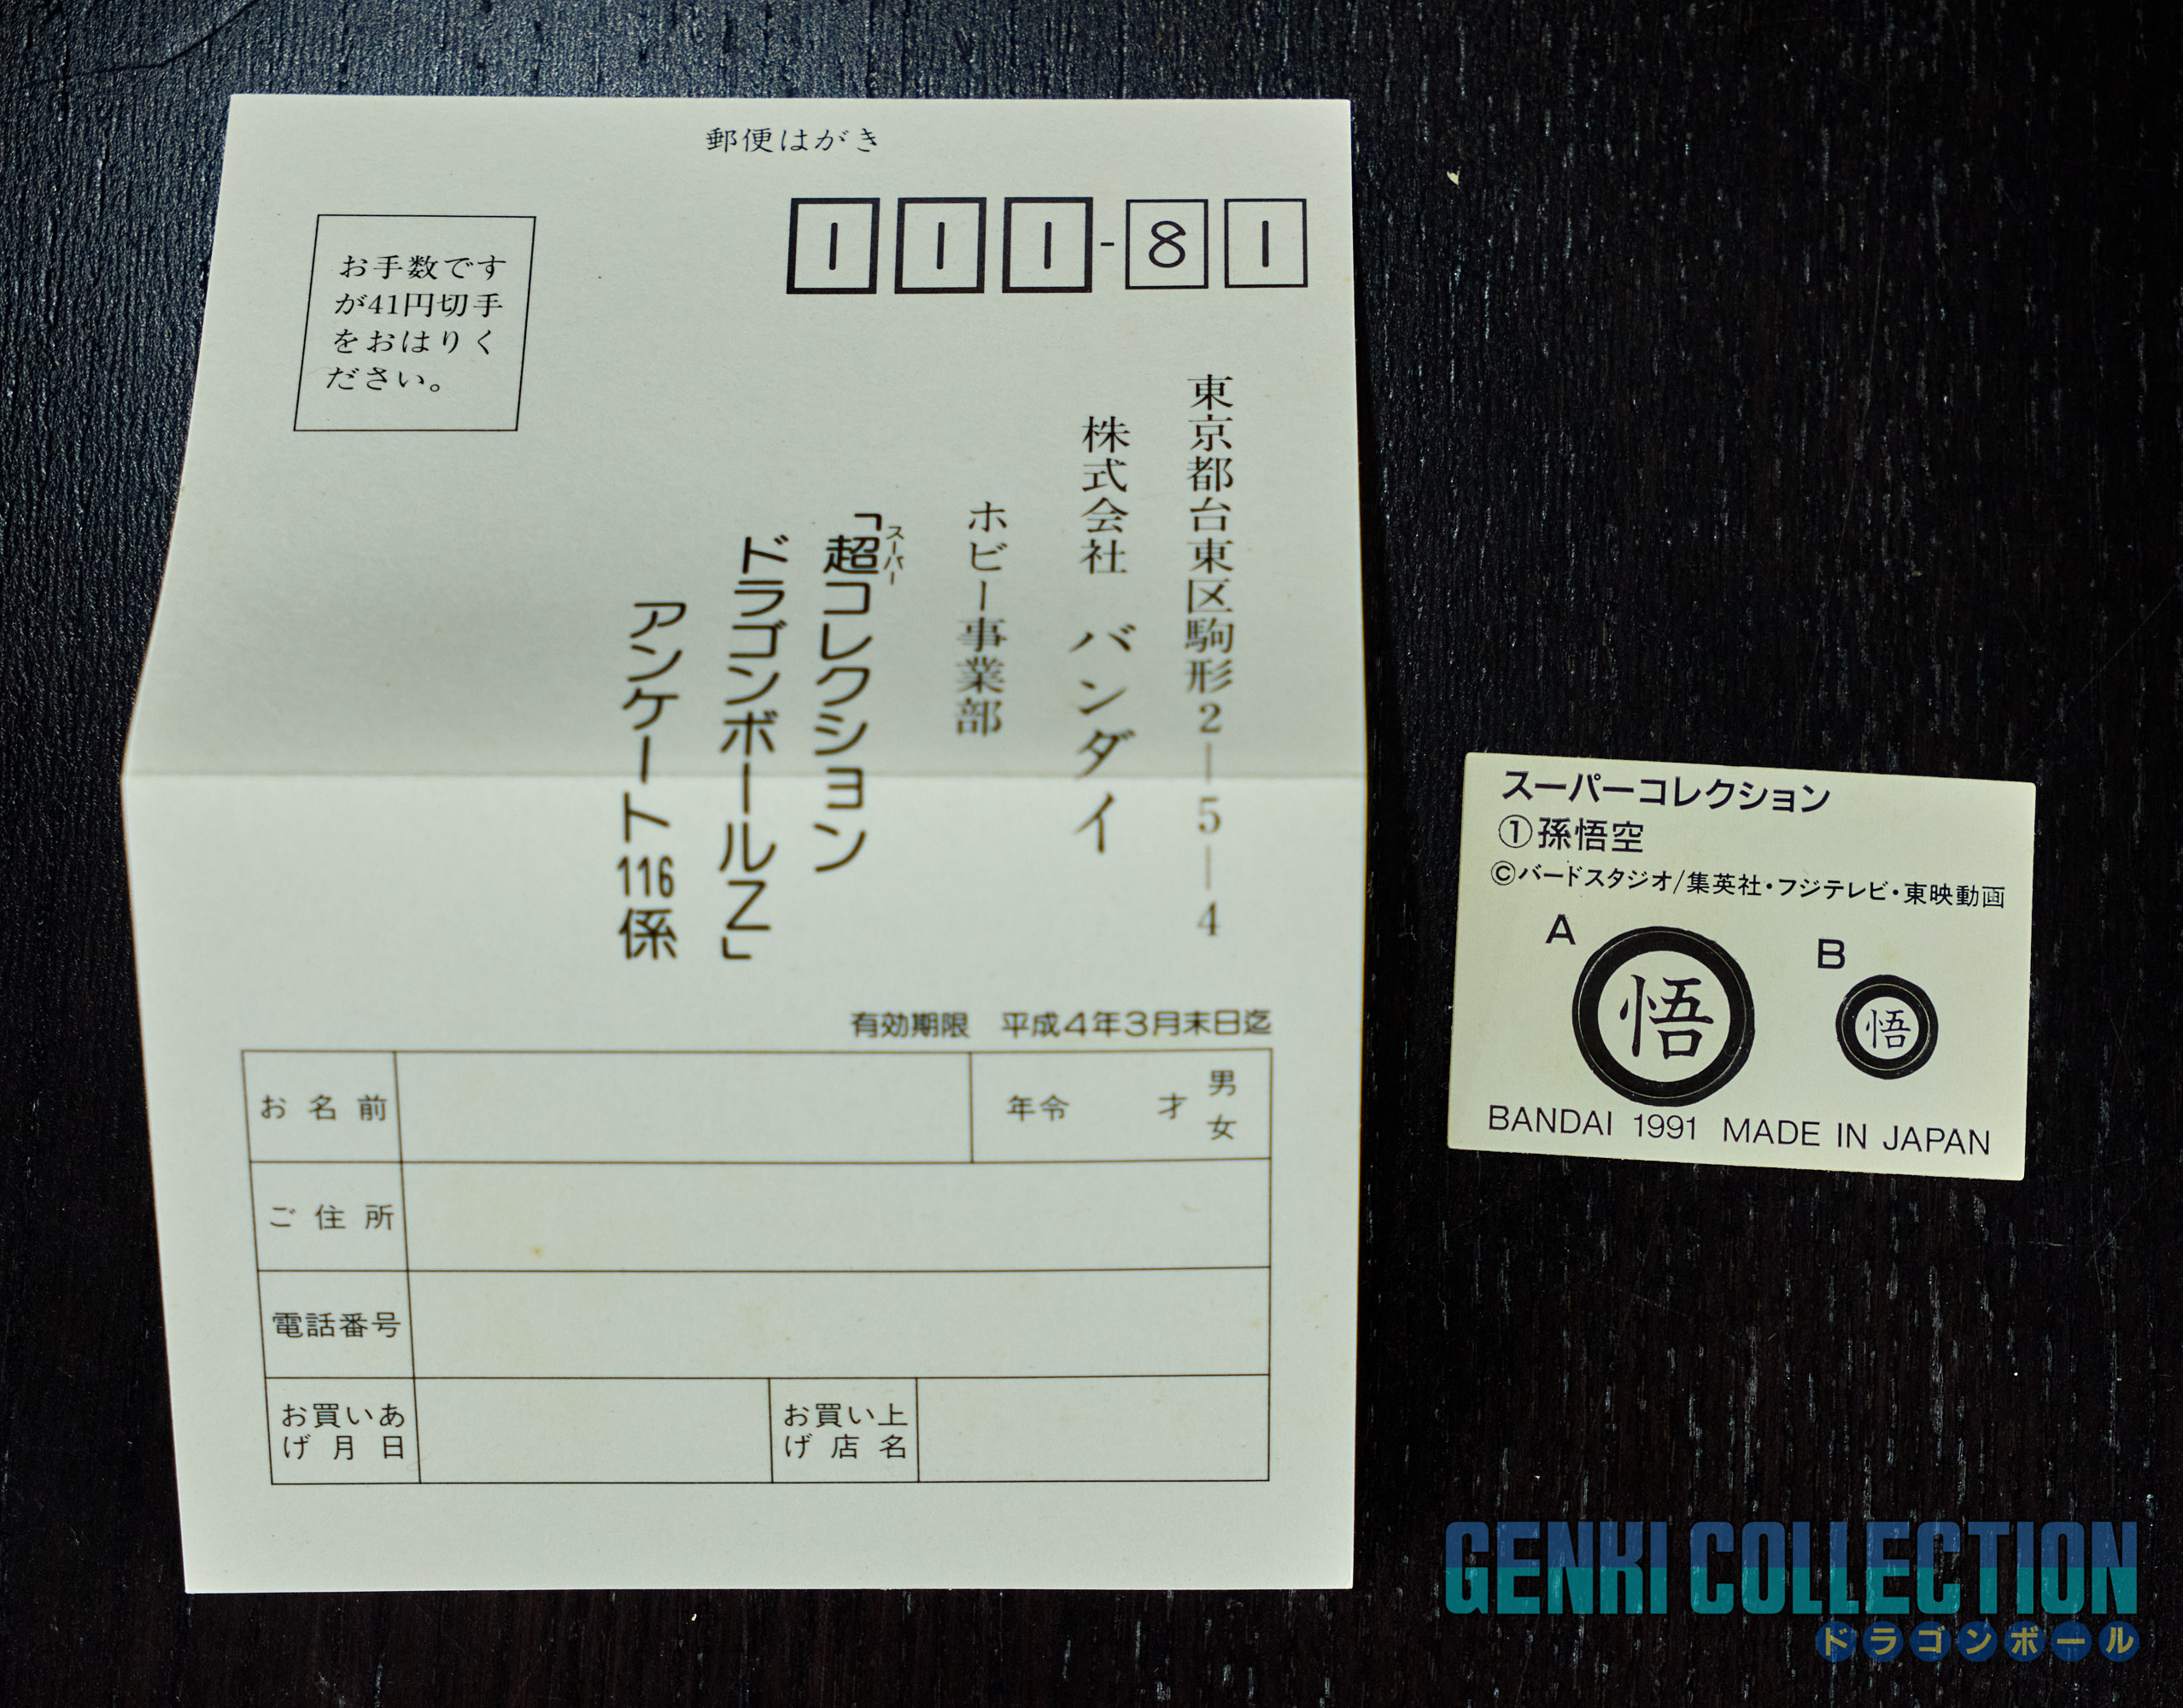 郵便はがき
111-81
お手数です
が41円切手
をおはりく
ださい。
東京都台東区駒形2-5-4
株式会社 バンダイ
ホビー事業部
スーパー
「超コレクション
ドラゴンボールZ」
アンケート116係
有効期限 平成4年3月末日迄
お名前
年令 才 男
女
ご住所
電話番号
お買いあ
げ月日
お買い上
げ店名
スーパーコレクション
①孫悟空
©バードスタジオ/集英社・フジテレビ・東映動画
A 悟
B 悟
BANDAI 1991 MADE IN JAPAN
GENKI COLLECTION
ドラゴンボール